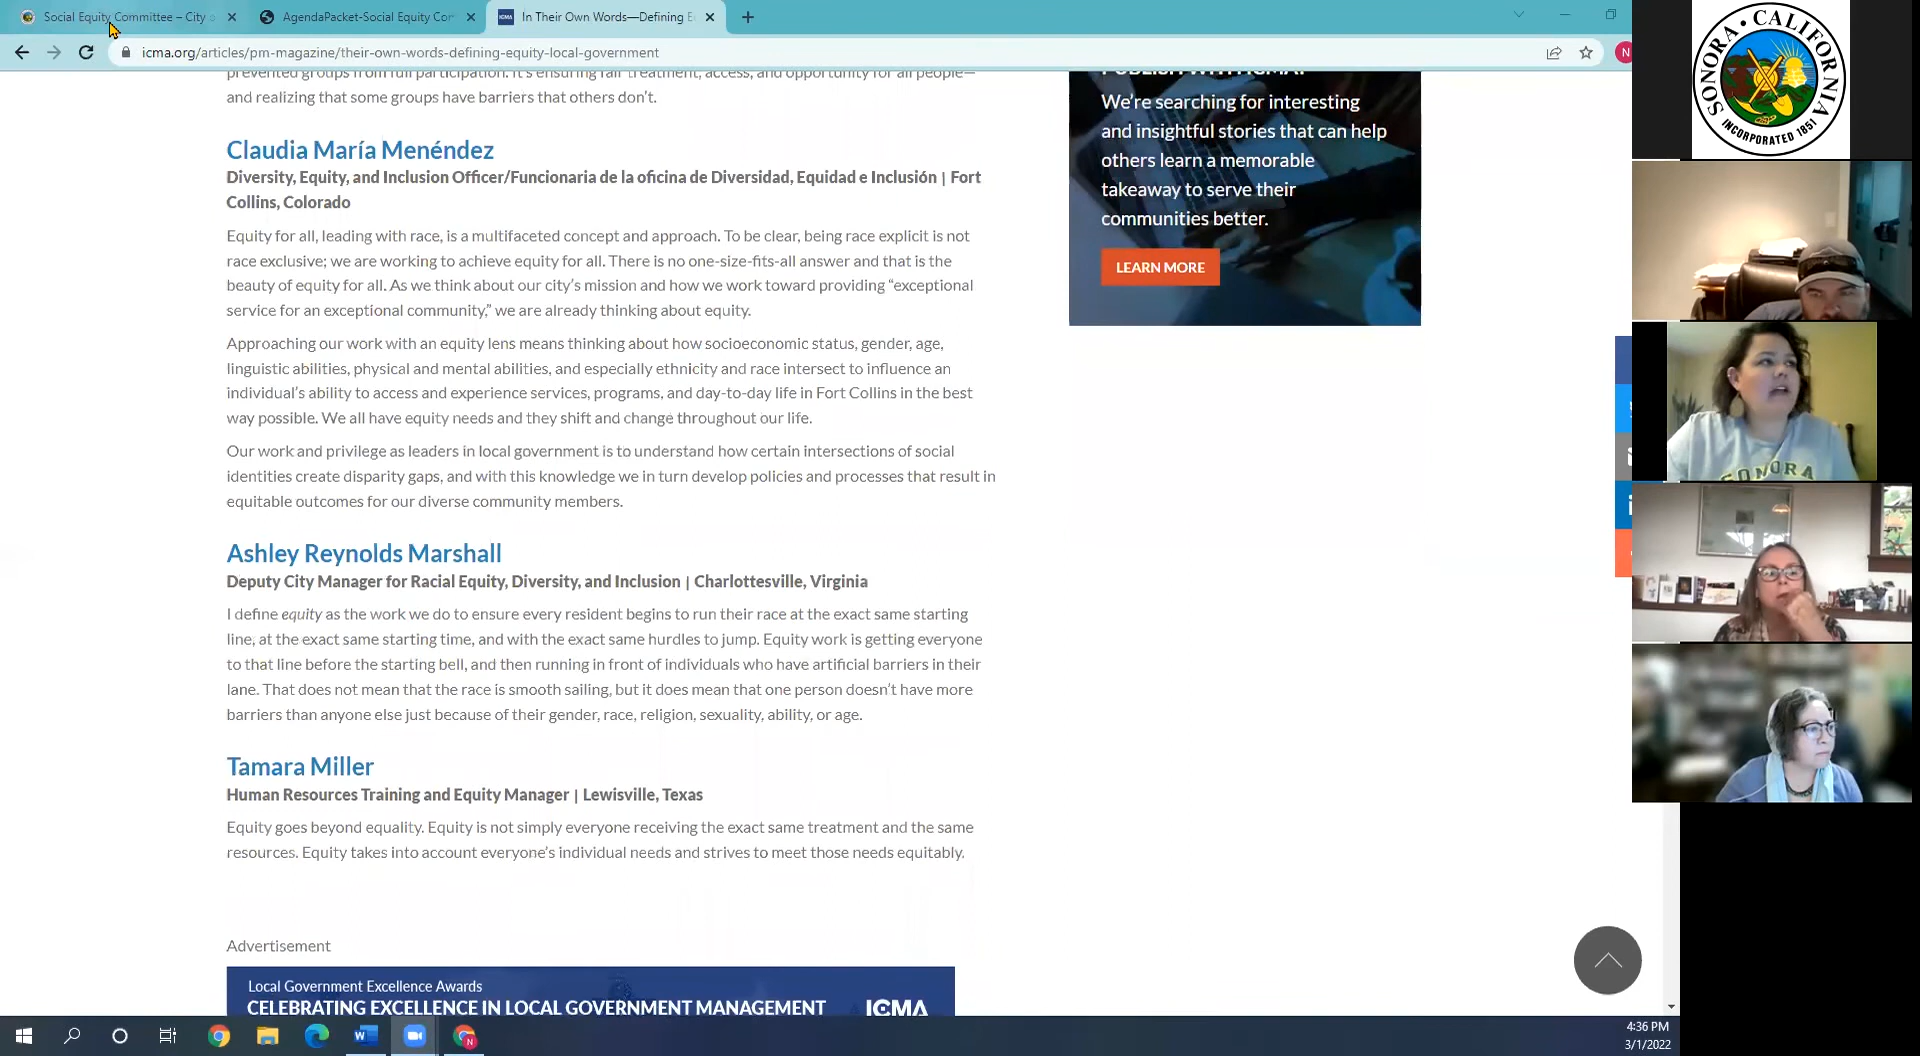 Social Equity Committee – City o
AgendaPacket-Social Equity Con
In Their Own Words—Defining E
icma.org/articles/pm-magazine/their-own-words-defining-equity-local-government
N
prevented groups from full participation. It's ensuring fair treatment, access, and opportunity for all people—
and realizing that some groups have barriers that others don't.
Claudia María Menéndez
Diversity, Equity, and Inclusion Officer/Funcionaria de la oficina de Diversidad, Equidad e Inclusión | Fort
Collins, Colorado
Equity for all, leading with race, is a multifaceted concept and approach. To be clear, being race explicit is not
race exclusive; we are working to achieve equity for all. There is no one-size-fits-all answer and that is the
beauty of equity for all. As we think about our city's mission and how we work toward providing “exceptional
service for an exceptional community,” we are already thinking about equity.
Approaching our work with an equity lens means thinking about how socioeconomic status, gender, age,
linguistic abilities, physical and mental abilities, and especially ethnicity and race intersect to influence an
individual's ability to access and experience services, programs, and day-to-day life in Fort Collins in the best
way possible. We all have equity needs and they shift and change throughout our life.
Our work and privilege as leaders in local government is to understand how certain intersections of social
identities create disparity gaps, and with this knowledge we in turn develop policies and processes that result in
equitable outcomes for our diverse community members.
Ashley Reynolds Marshall
Deputy City Manager for Racial Equity, Diversity, and Inclusion | Charlottesville, Virginia
I define equity as the work we do to ensure every resident begins to run their race at the exact same starting
line, at the exact same starting time, and with the exact same hurdles to jump. Equity work is getting everyone
to that line before the starting bell, and then running in front of individuals who have artificial barriers in their
lane. That does not mean that the race is smooth sailing, but it does mean that one person doesn't have more
barriers than anyone else just because of their gender, race, religion, sexuality, ability, or age.
Tamara Miller
Human Resources Training and Equity Manager | Lewisville, Texas
Equity goes beyond equality. Equity is not simply everyone receiving the exact same treatment and the same
resources. Equity takes into account everyone's individual needs and strives to meet those needs equitably.
Advertisement
Local Government Excellence Awards
CELEBRATING EXCELLENCE IN LOCAL GOVERNMENT MANAGEMENT
ICMA
PUBLISH WITH ICMA!
We're searching for interesting
and insightful stories that can help
others learn a memorable
takeaway to serve their
communities better.
LEARN MORE
SONORA, CALIFORNIA
INCORPORATED 1851
SONORA
4:36 PM
3/1/2022